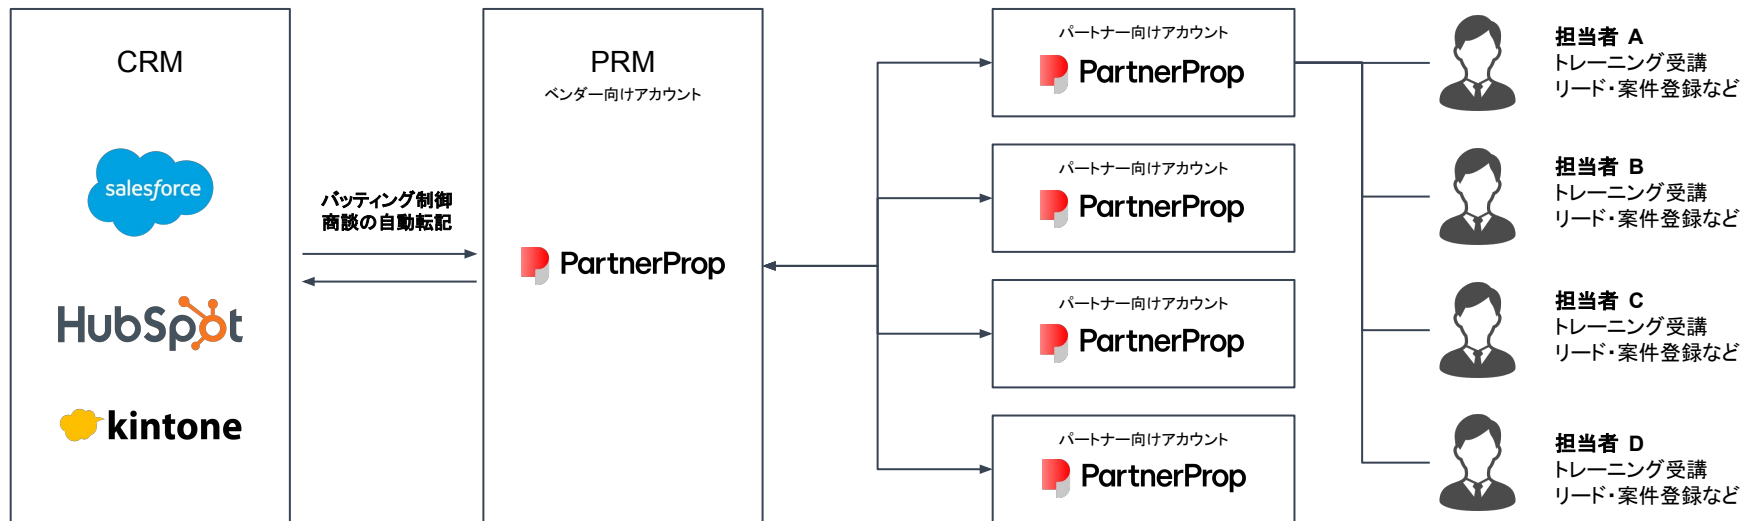 CRM
salesforce
HubSpot
kintone
バッティング制御
商談の自動転記
PRM
ベンダー向けアカウント
PartnerProp
パートナー向けアカウント
PartnerProp
パートナー向けアカウント
PartnerProp
パートナー向けアカウント
PartnerProp
パートナー向けアカウント
PartnerProp
担当者 A
トレーニング受講
リード・案件登録など
担当者 B
トレーニング受講
リード・案件登録など
担当者 C
トレーニング受講
リード・案件登録など
担当者 D
トレーニング受講
リード・案件登録など